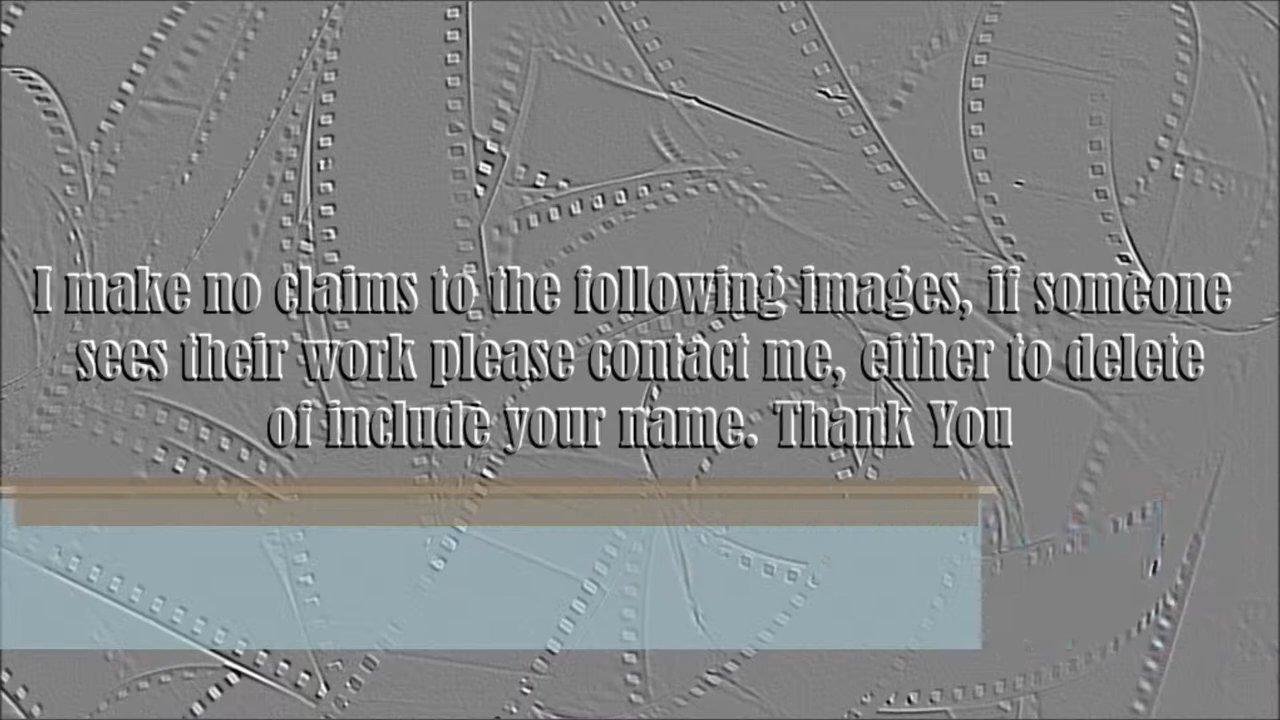 I make no claims to the following images, if someone
sees their work please contact me, either to delete
of include your name. Thank You